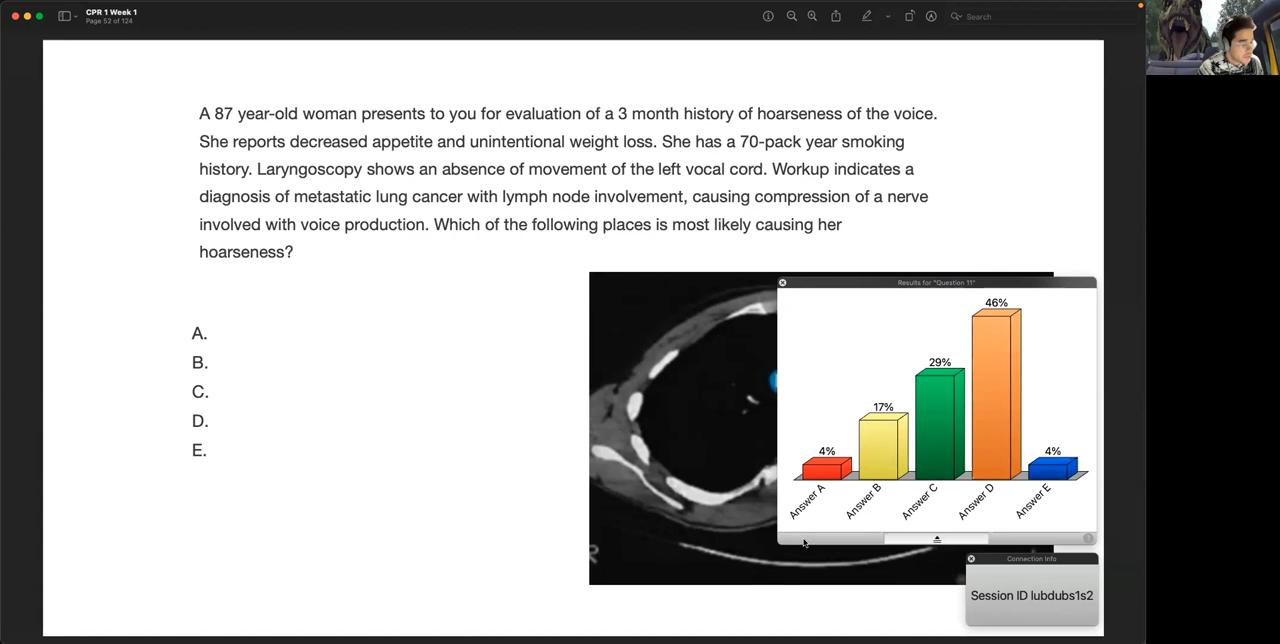 CPR 1 Week 1
Page 52 of 124
Search
A 87 year-old woman presents to you for evaluation of a 3 month history of hoarseness of the voice.
She reports decreased appetite and unintentional weight loss. She has a 70-pack year smoking
history. Laryngoscopy shows an absence of movement of the left vocal cord. Workup indicates a
diagnosis of metastatic lung cancer with lymph node involvement, causing compression of a nerve
involved with voice production. Which of the following places is most likely causing her
hoarseness?
A.
B.
C.
D.
E.
R
Results for "Question 11"
4%
17%
29%
46%
4%
Answer A
Answer B
Answer C
Answer D
Answer E
Connection Info
Session ID lubdubs1s2